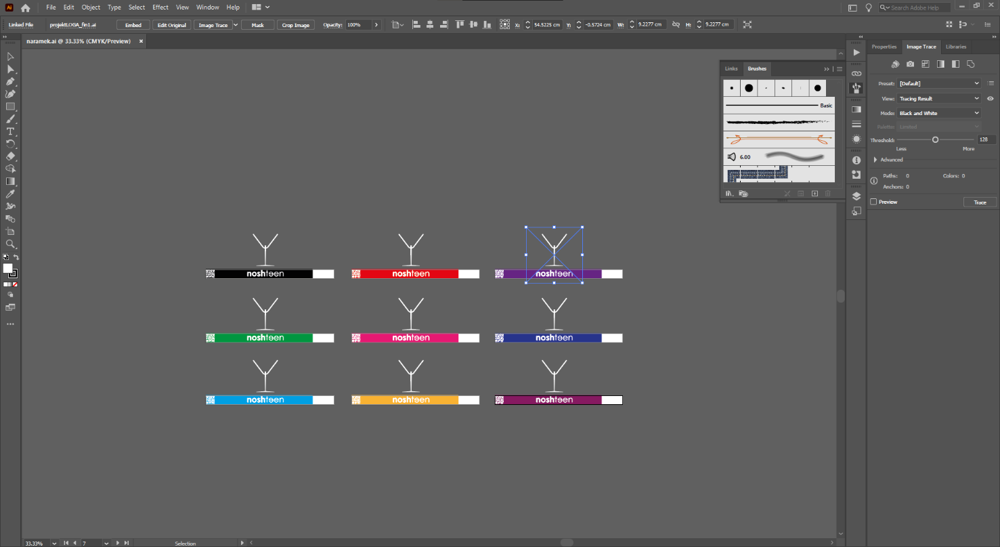 Ai File Edit Object Type Select Effect View Window Help Search Adobe Help
Linked File projektLOGA_fin1.ai Embed Edit Original Image Trace Mask Crop Image Opacity: 100% X: 54.5225 cm Y: -0.5724 cm W: 9.2277 cm H: 9.2277 cm
naramek.ai @ 33.33% (CMYK/Preview) ×
Links Brushes
Basic
6.00
Properties Image Trace Libraries
Preset: [Default]
View: Tracing Result
Mode: Black and White
Palette: Limited
Threshold: 128
Less More
Advanced
Paths: 0 Colors: 0
Anchors: 0
Preview Trace
noshteen noshteen noshteen
noshteen noshteen noshteen
noshteen noshteen noshteen
33.33% 7 Selection